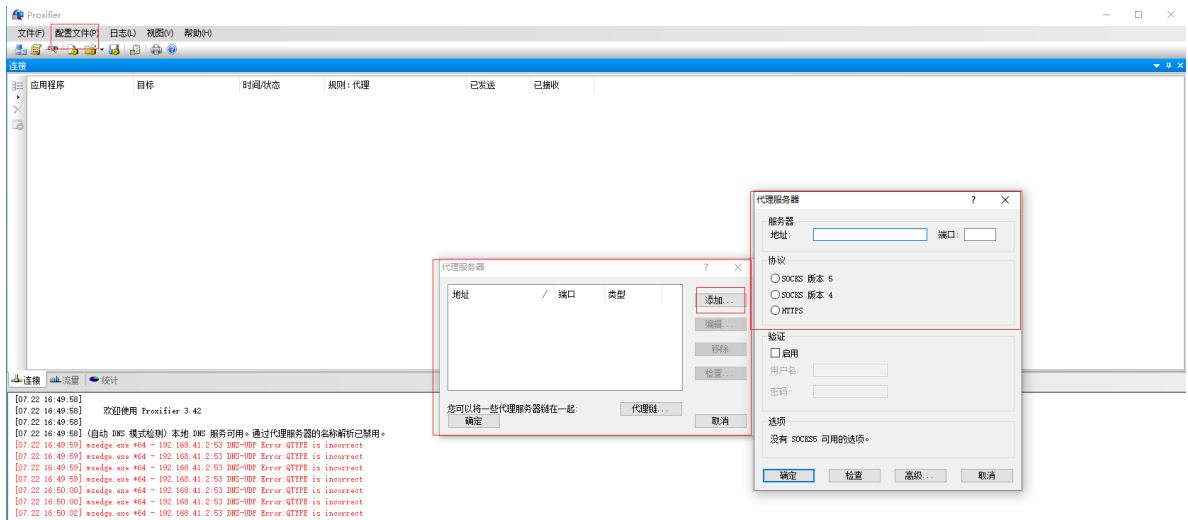 Proxifier
文件(F) 配置文件(P) 日志(L) 视图(V) 帮助(H)
连接
应用程序 目标 时间/状态 规则 : 代理 已发送 已接收
代理服务器
服务器
地址: 端口:
协议
SOCKS 版本 5
SOCKS 版本 4
HTTPS
验证
启用
用户名:
密码:
选项
没有 SOCKS5 可用的选项。
确定 检查 高级... 取消
代理服务器
地址 / 端口 类型
添加...
编辑...
移除
检查...
您可以将一些代理服务器链在一起: 代理链...
确定 取消
连接 流量 统计
[07.22 16:49:58]
[07.22 16:49:58] 欢迎使用 Proxifier 3.42
[07.22 16:49:58]
[07.22 16:49:58] (自动 DNS 模式检测) 本地 DNS 服务可用。通过代理服务器的名称解析已禁用。
[07.22 16:49:59] msedge.exe *64 - 192.168.41.2:53 DNS-UDP Error:QTYPE is incorrect
[07.22 16:49:59] msedge.exe *64 - 192.168.41.2:53 DNS-UDP Error:QTYPE is incorrect
[07.22 16:49:59] msedge.exe *64 - 192.168.41.2:53 DNS-UDP Error:QTYPE is incorrect
[07.22 16:49:59] msedge.exe *64 - 192.168.41.2:53 DNS-UDP Error:QTYPE is incorrect
[07.22 16:50:00] msedge.exe *64 - 192.168.41.2:53 DNS-UDP Error:QTYPE is incorrect
[07.22 16:50:00] msedge.exe *64 - 192.168.41.2:53 DNS-UDP Error:QTYPE is incorrect
[07.22 16:50:02] msedge.exe *64 - 192.168.41.2:53 DNS-UDP Error:QTYPE is incorrect